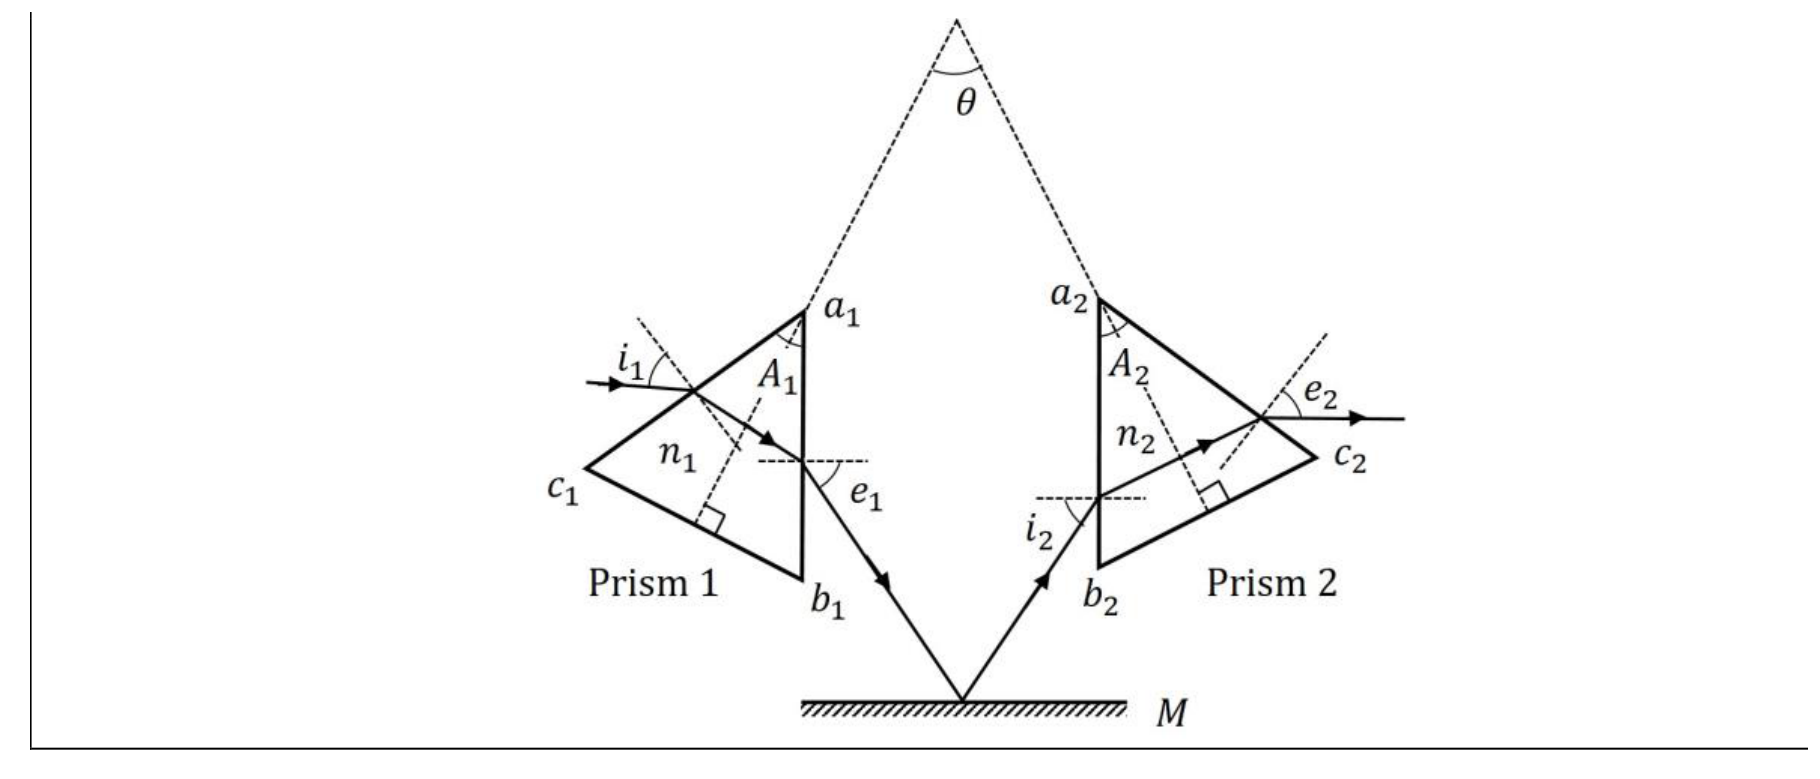 θ
a₁
a₂
i₁
A₁
A₂
e₂
n₁
n₂
c₁
c₂
e₁
i₂
Prism 1
b₁
b₂
Prism 2
M